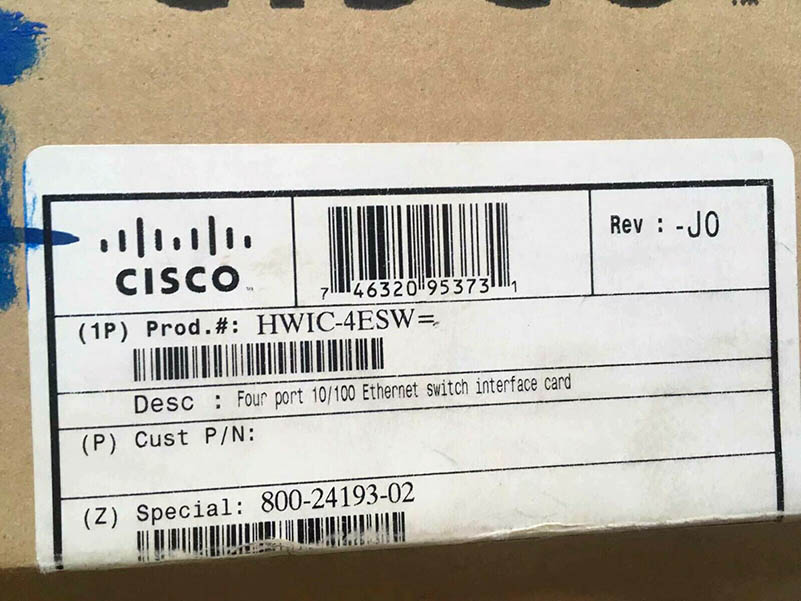 CISCO
CISCO
7 46320 95373 1
Rev : -J0
(1P) Prod.#: HWIC-4ESW=
Desc : Four port 10/100 Ethernet switch interface card
(P) Cust P/N:
(Z) Special: 800-24193-02